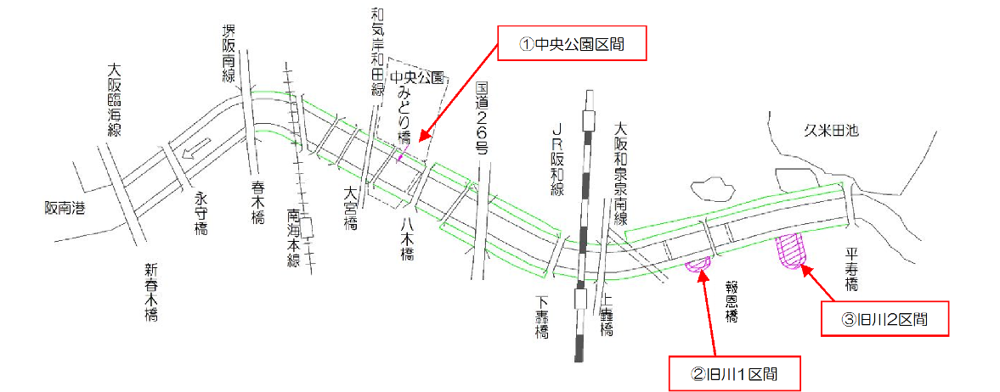 和気岸和田線
①中央公園区間
堺阪南線
大阪臨海線
中央公園
みどり橋
国道26号
JR阪和線
大阪和泉泉南線
久米田池
阪南港
永守橋
春木橋
南海本線
大宮橋
八木橋
新春木橋
下轟橋
上轟橋
報恩橋
平寿橋
③旧川2区間
②旧川1区間